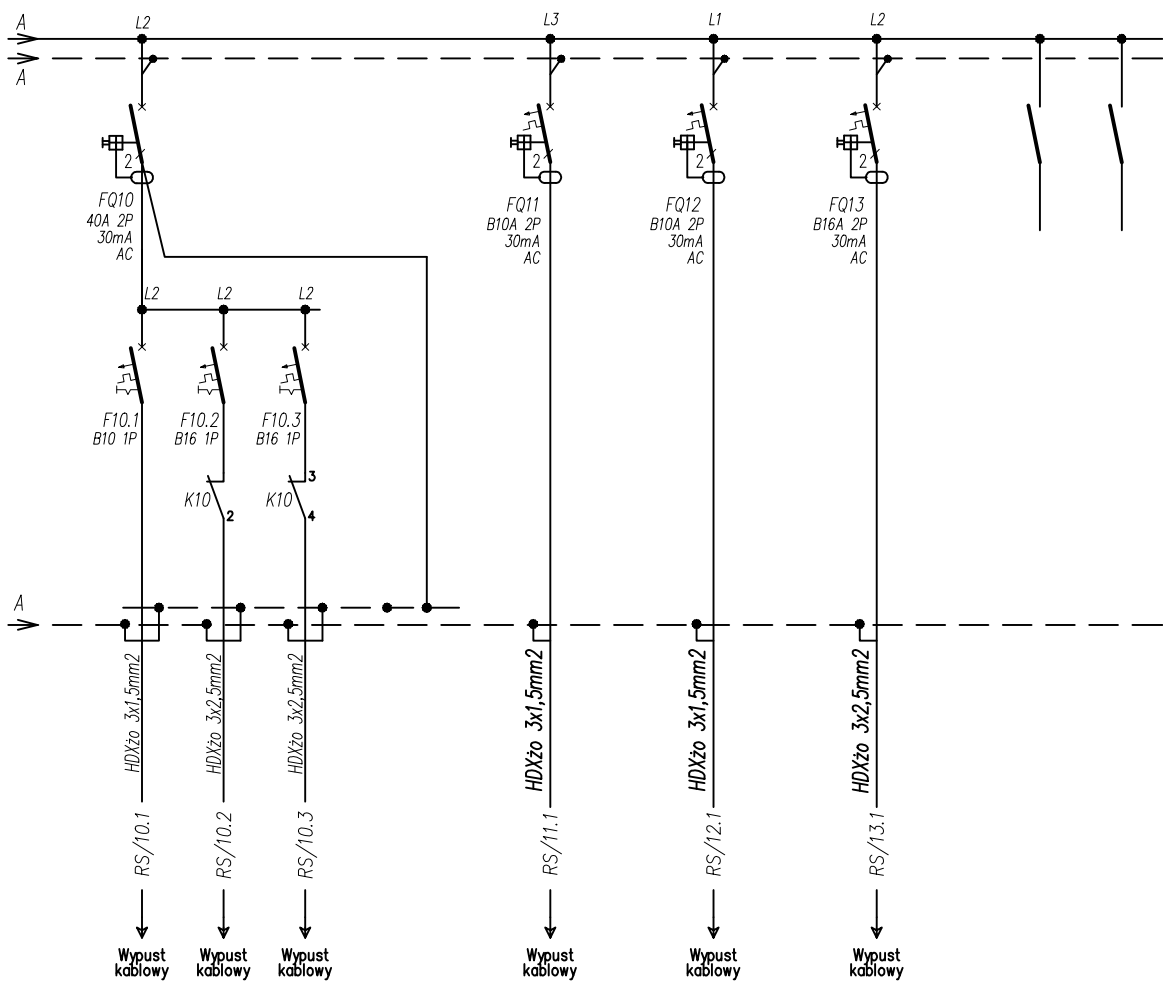 A
L2
L3
L1
L2
A
2
2
2
2
FQ10
40A 2P
30mA
AC
FQ11
B10A 2P
30mA
AC
FQ12
B10A 2P
30mA
AC
FQ13
B16A 2P
30mA
AC
L2
L2
L2
F10.1
B10 1P
F10.2
B16 1P
F10.3
B16 1P
K10
2
K10
3
4
A
HDXżo 3x1,5mm2
HDXżo 3x2,5mm2
HDXżo 3x2,5mm2
HDXżo 3x1,5mm2
HDXżo 3x1,5mm2
HDXżo 3x2,5mm2
RS/10.1
RS/10.2
RS/10.3
RS/11.1
RS/12.1
RS/13.1
Wypust
kablowy
Wypust
kablowy
Wypust
kablowy
Wypust
kablowy
Wypust
kablowy
Wypust
kablowy